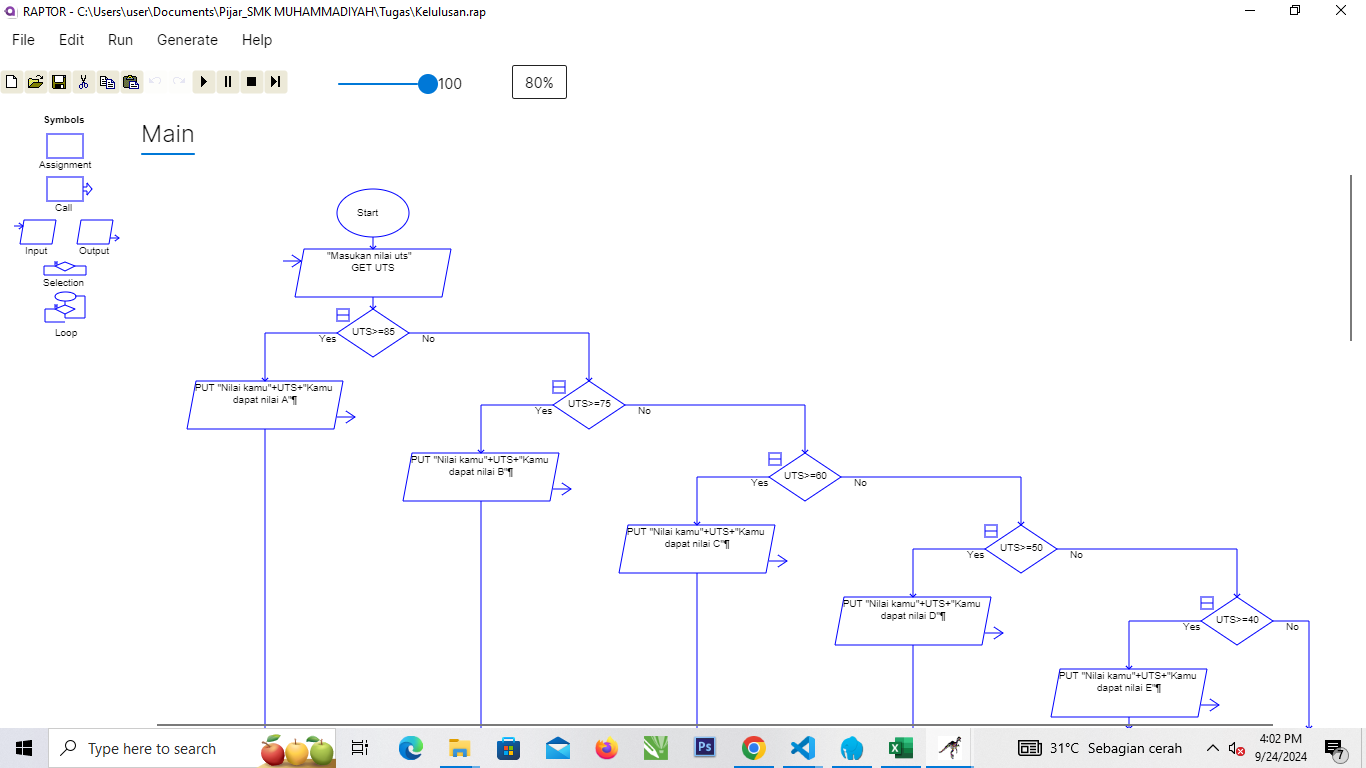 RAPTOR - C:\Users\user\Documents\Pijar_SMK MUHAMMADIYAH\Tugas\Kelulusan.rap
File Edit Run Generate Help
100
80%
Symbols
Assignment
Call
Input Output
Selection
Loop
Main
Start
"Masukan nilai uts"
GET UTS
UTS>=85
Yes No
PUT "Nilai kamu"+UTS+"Kamu
dapat nilai A"¶
UTS>=75
Yes No
PUT "Nilai kamu"+UTS+"Kamu
dapat nilai B"¶
UTS>=60
Yes No
PUT "Nilai kamu"+UTS+"Kamu
dapat nilai C"¶
UTS>=50
Yes No
PUT "Nilai kamu"+UTS+"Kamu
dapat nilai D"¶
UTS>=40
Yes No
PUT "Nilai kamu"+UTS+"Kamu
dapat nilai E"¶
Type here to search
Ps
31°C Sebagian cerah
4:02 PM
9/24/2024
7